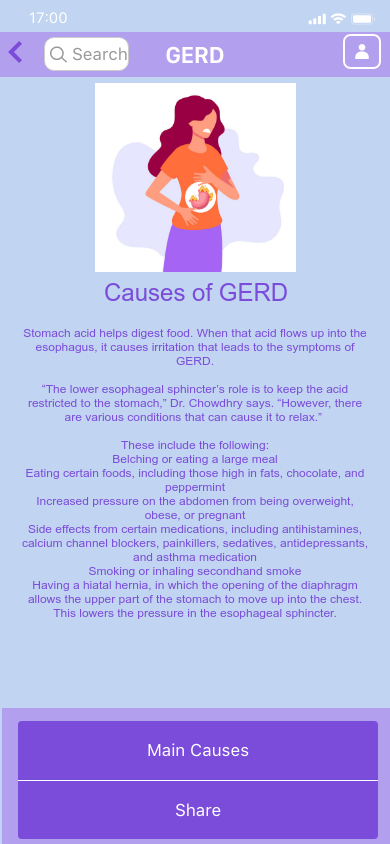 17:00
Search
GERD
Causes of GERD
Stomach acid helps digest food. When that acid flows up into the
esophagus, it causes irritation that leads to the symptoms of
GERD.
“The lower esophageal sphincter's role is to keep the acid
restricted to the stomach,” Dr. Chowdhry says. “However, there
are various conditions that can cause it to relax.”
These include the following:
Belching or eating a large meal
Eating certain foods, including those high in fats, chocolate, and
peppermint
Increased pressure on the abdomen from being overweight,
obese, or pregnant
Side effects from certain medications, including antihistamines,
calcium channel blockers, painkillers, sedatives, antidepressants,
and asthma medication
Smoking or inhaling secondhand smoke
Having a hiatal hernia, in which the opening of the diaphragm
allows the upper part of the stomach to move up into the chest.
This lowers the pressure in the esophageal sphincter.
Main Causes
Share